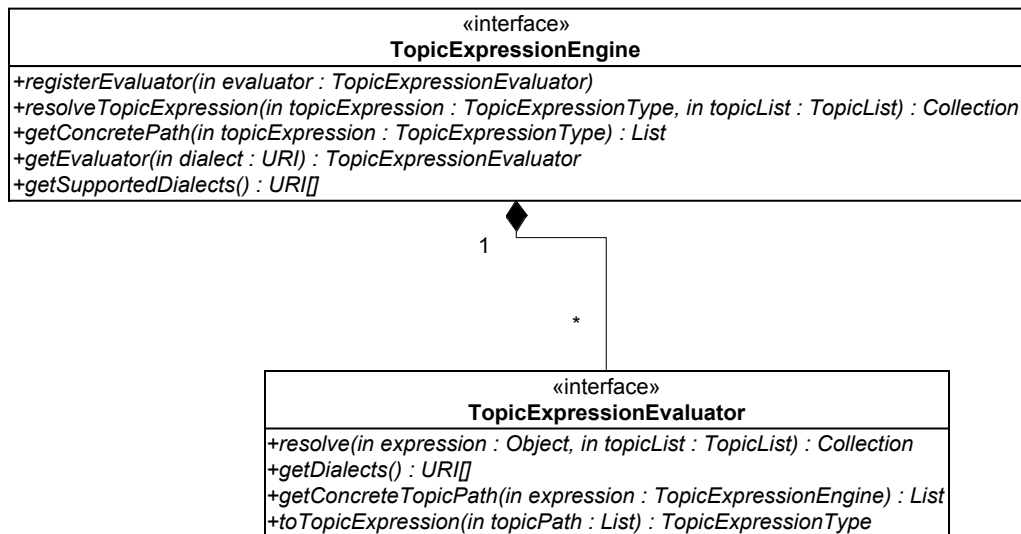 «interface»
TopicExpressionEngine
+registerEvaluator(in evaluator : TopicExpressionEvaluator)
+resolveTopicExpression(in topicExpression : TopicExpressionType, in topicList : TopicList) : Collection
+getConcretePath(in topicExpression : TopicExpressionType) : List
+getEvaluator(in dialect : URI) : TopicExpressionEvaluator
+getSupportedDialects() : URI[]
1
*
«interface»
TopicExpressionEvaluator
+resolve(in expression : Object, in topicList : TopicList) : Collection
+getDialects() : URI[]
+getConcreteTopicPath(in expression : TopicExpressionEngine) : List
+toTopicExpression(in topicPath : List) : TopicExpressionType